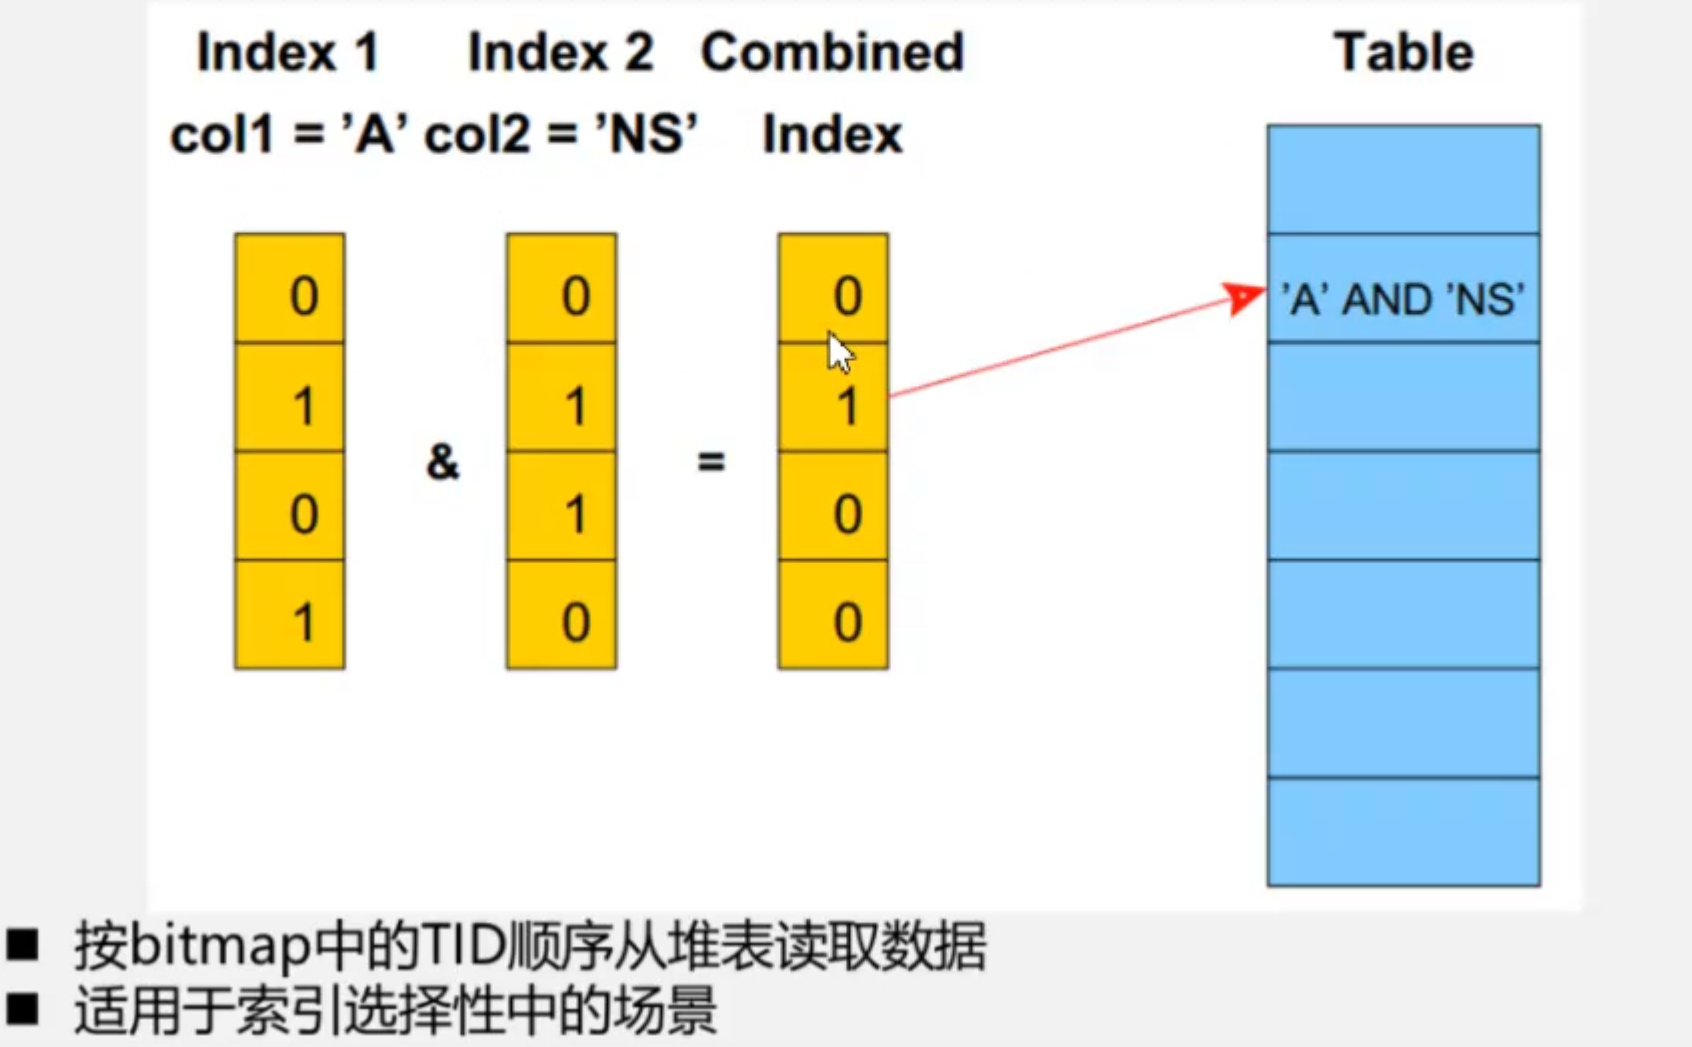 Index 1 Index 2 Combined Table
col1 = ’A’ col2 = ’NS’ Index
0 0 0 ’A’ AND ’NS’
1 1 1
& =
0 1 0
1 0 0
■ 按bitmap中的TID顺序从堆表读取数据
■ 适用于索引选择性中的场景